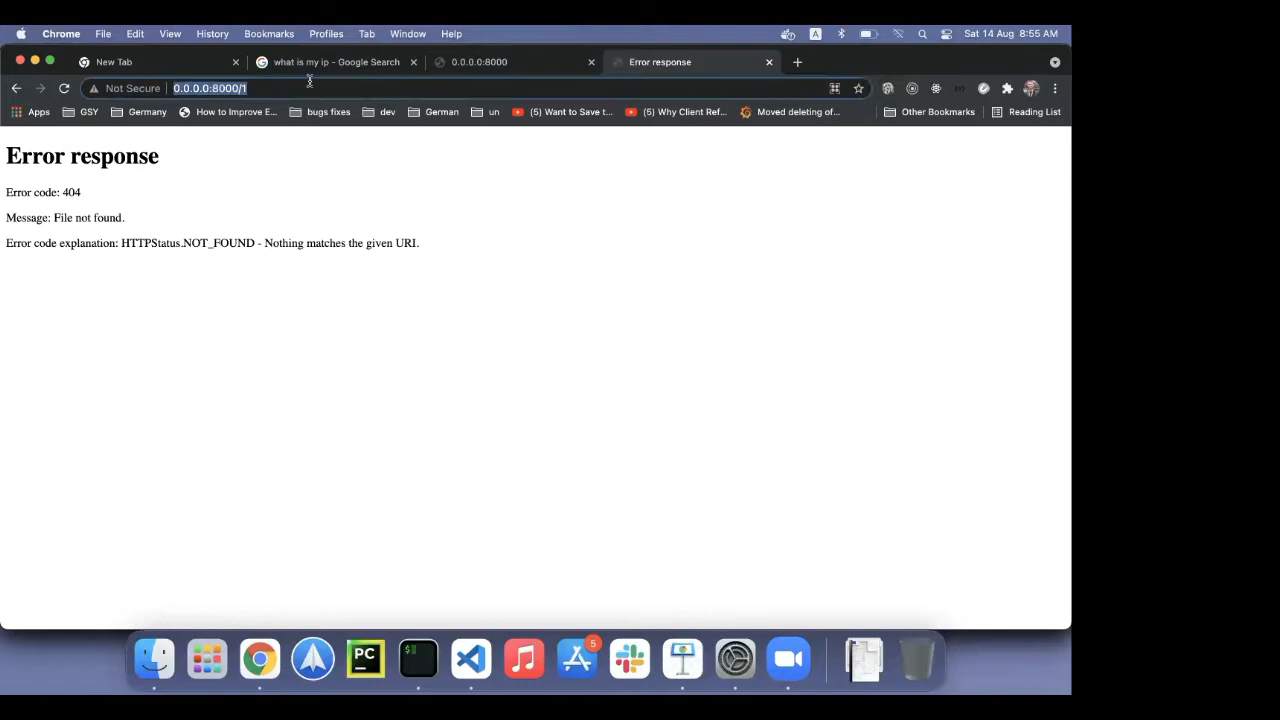 Chrome File Edit View History Bookmarks Profiles Tab Window Help A Sat 14 Aug 8:55 AM
New Tab what is my ip - Google Search 0.0.0.0:8000 Error response
Not Secure 0.0.0.0:8000/1
Apps GSY Germany How to Improve E... bugs fixes dev German un (5) Want to Save t... (5) Why Client Ref... Moved deleting of... Other Bookmarks Reading List
Error response
Error code: 404
Message: File not found.
Error code explanation: HTTPStatus.NOT_FOUND - Nothing matches the given URI.
PC $ 5